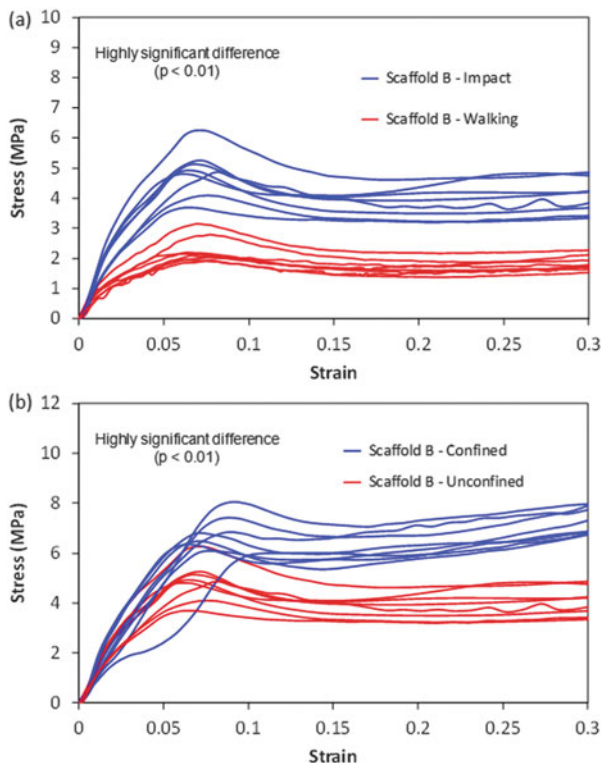 (a)
10
9
8
7
6
5
4
3
2
1
0
Stress (MPa)
Highly significant difference
(p < 0.01)
Scaffold B - Impact
Scaffold B - Walking
0 0.05 0.1 0.15 0.2 0.25 0.3
Strain
(b)
12
10
8
6
4
2
0
Stress (MPa)
Highly significant difference
(p < 0.01)
Scaffold B - Confined
Scaffold B - Unconfined
0 0.05 0.1 0.15 0.2 0.25 0.3
Strain